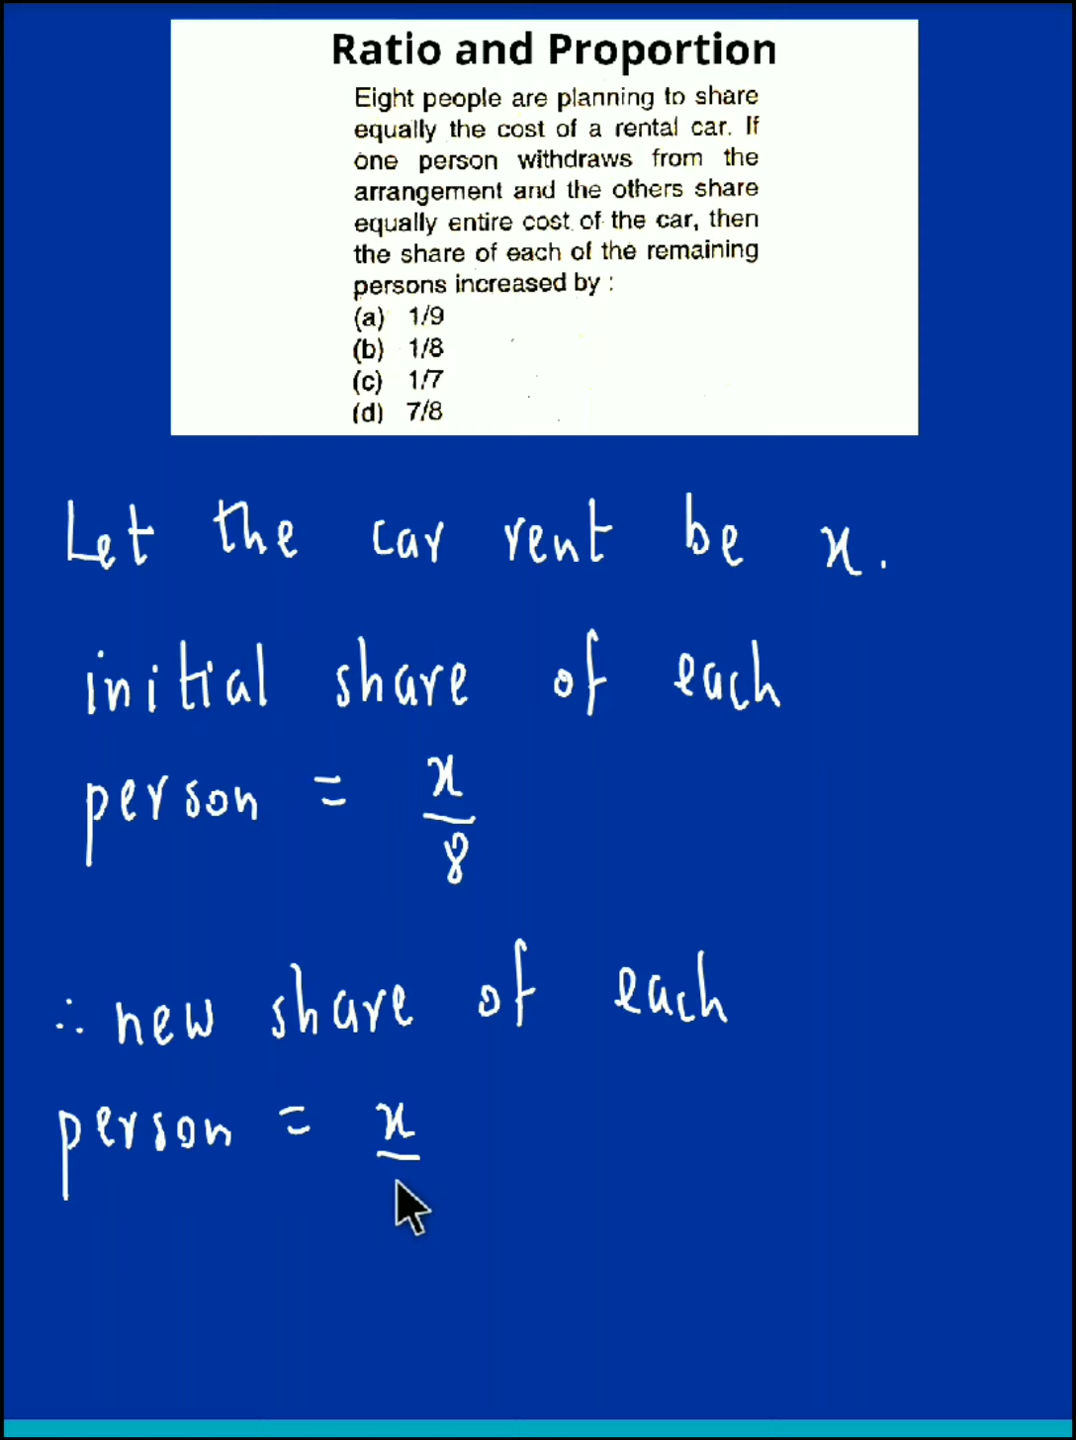 Ratio and Proportion
Eight people are planning to share
equally the cost of a rental car. If
one person withdraws from the
arrangement and the others share
equally entire cost of the car, then
the share of each of the remaining
persons increased by :
(a) 1/9
(b) 1/8
(c) 1/7
(d) 7/8
Let the car rent be x.
initial share of each
person = x/8
∴ new share of each
person = x/